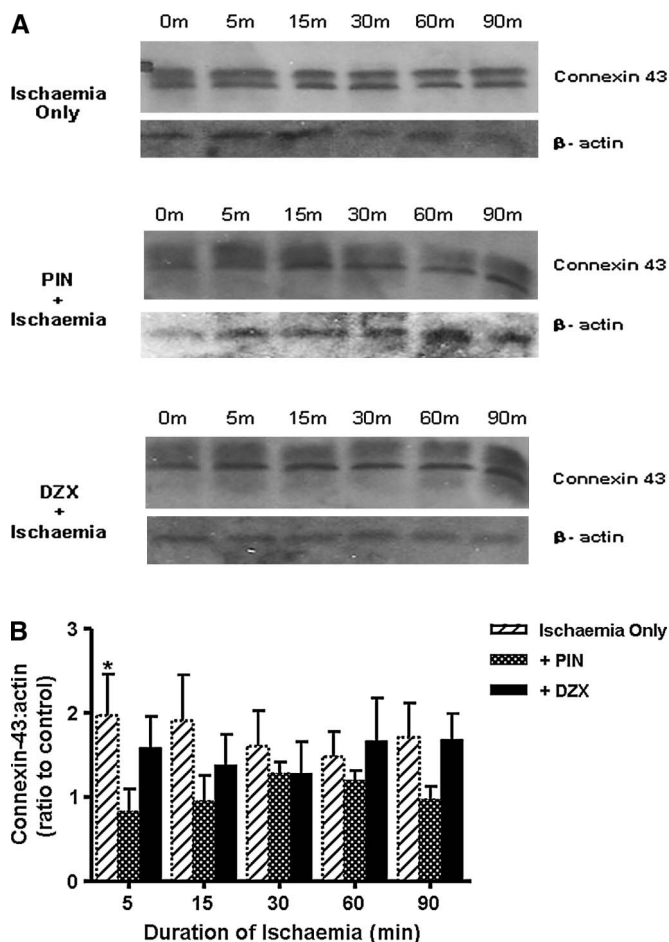 A
0m 5m 15m 30m 60m 90m
Ischaemia
Only
Connexin 43
β- actin
0m 5m 15m 30m 60m 90m
PIN
+
Ischaemia
Connexin 43
β- actin
0m 5m 15m 30m 60m 90m
DZX
+
Ischaemia
Connexin 43
β- actin
B
Connexin-43:actin
(ratio to control)
3
2
1
0
*
5 15 30 60 90
Duration of Ischaemia (min)
Ischaemia Only
+ PIN
+ DZX